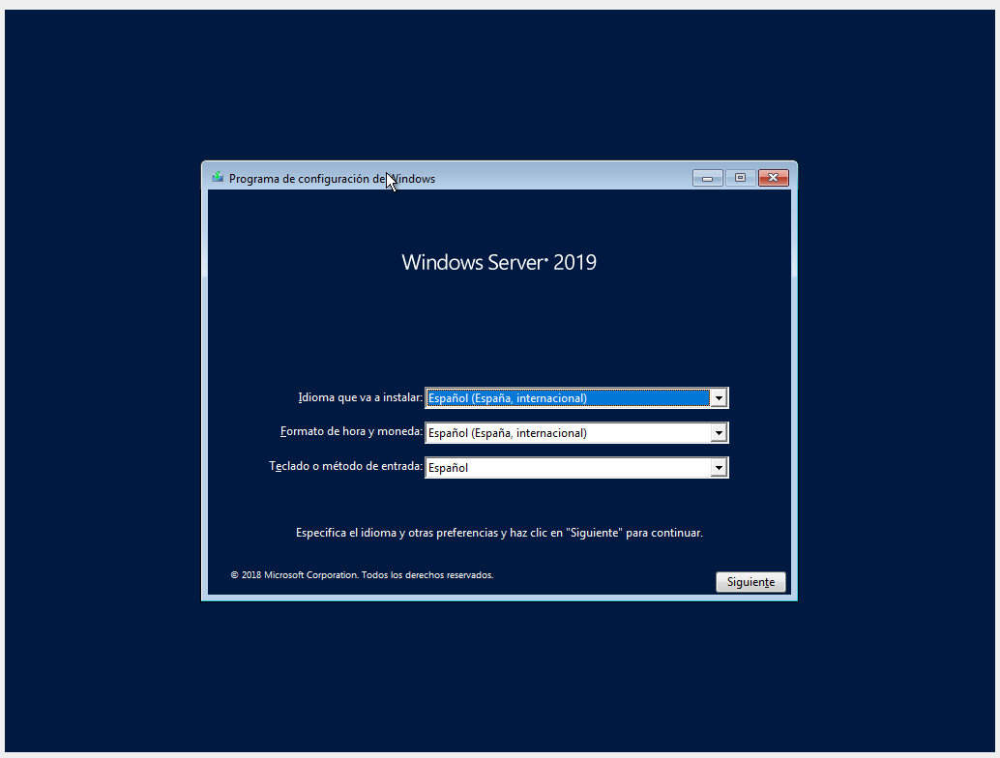 Programa de configuración de Windows
Windows Server® 2019
Idioma que va a instalar: Español (España, internacional)
Formato de hora y moneda: Español (España, internacional)
Teclado o método de entrada: Español
Especifica el idioma y otras preferencias y haz clic en "Siguiente" para continuar.
© 2018 Microsoft Corporation. Todos los derechos reservados.
Siguiente